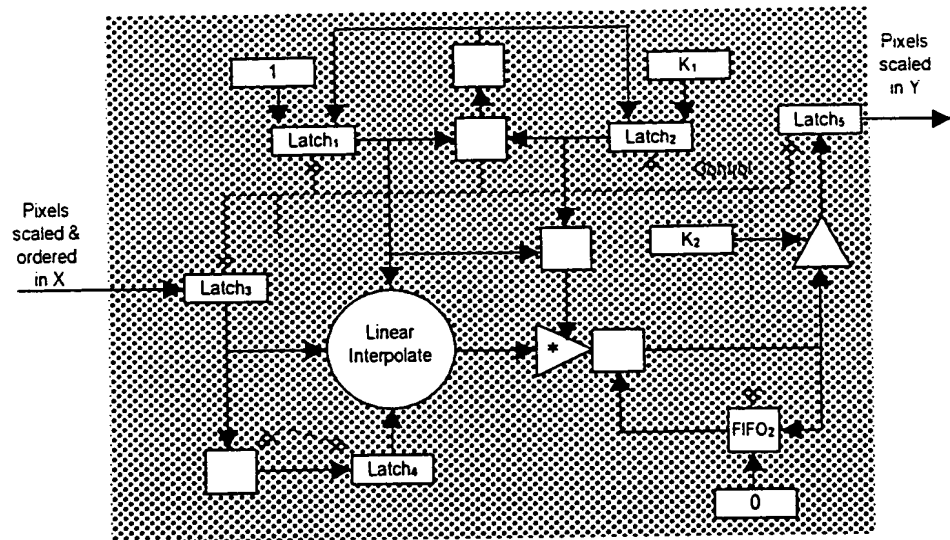 Pixels
scaled
in Y
1
K₁
Latch₁
Latch₂
Latch₅
Control
Pixels
scaled &
ordered
in X
K₂
Latch₃
Linear
Interpolate
*
FIFO₂
Latch₄
0